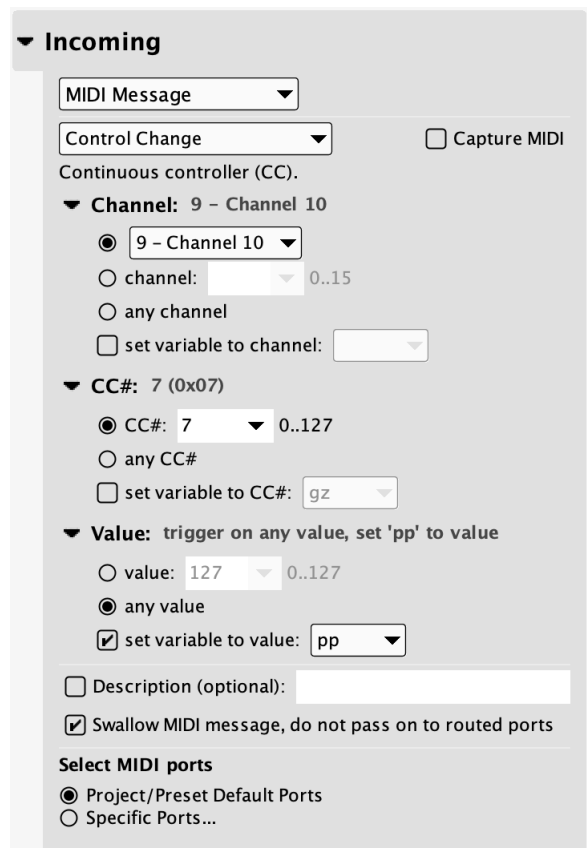 Incoming
MIDI Message
Control Change Capture MIDI
Continuous controller (CC).
Channel: 9 – Channel 10
9 – Channel 10
channel: 0..15
any channel
set variable to channel:
CC#: 7 (0x07)
CC#: 7 0..127
any CC#
set variable to CC#: gz
Value: trigger on any value, set 'pp' to value
value: 127 0..127
any value
set variable to value: pp
Description (optional):
Swallow MIDI message, do not pass on to routed ports
Select MIDI ports
Project/Preset Default Ports
Specific Ports...